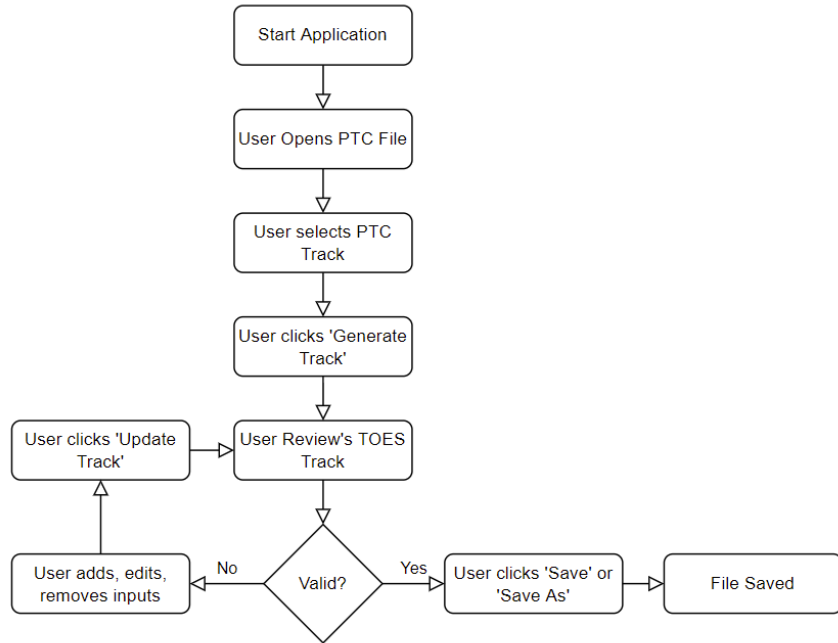 Start Application
User Opens PTC File
User selects PTC
Track
User clicks 'Generate
Track'
User clicks 'Update
Track'
User Review's TOES
Track
No
Valid?
Yes
User adds, edits,
removes inputs
User clicks 'Save' or
'Save As'
File Saved